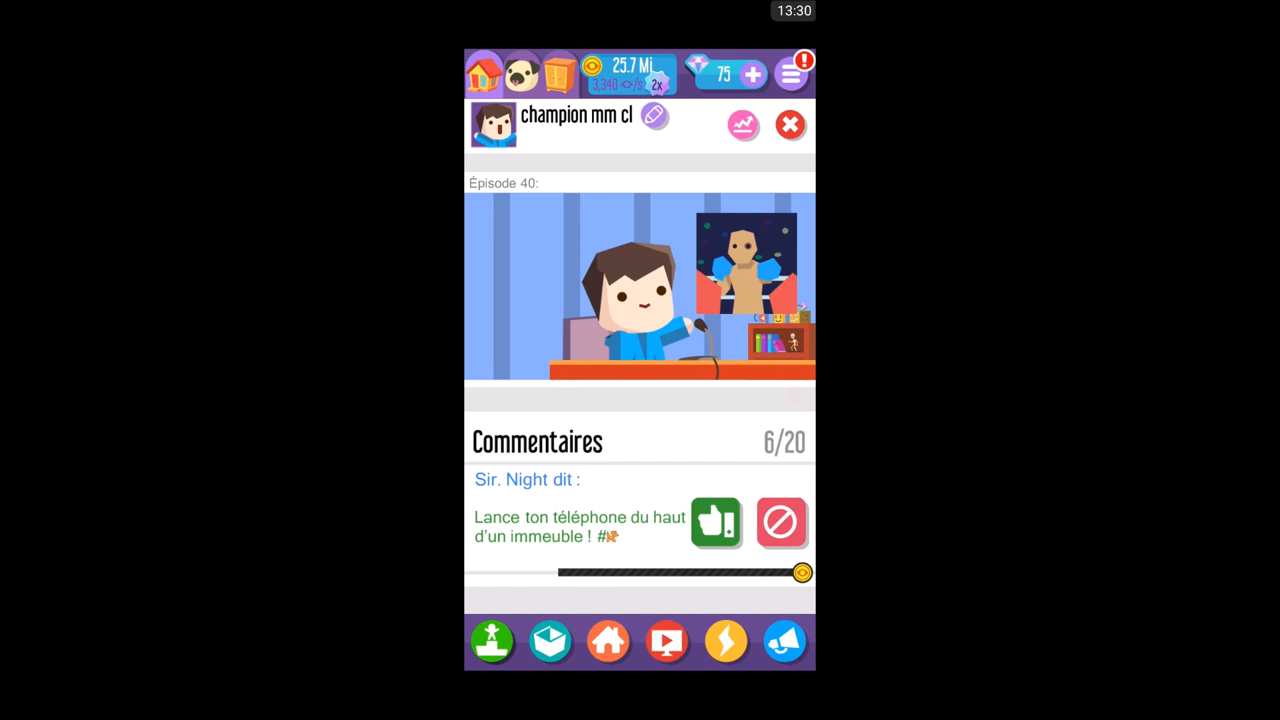 13:30
25.7 Mi
3,340 /s 2x
75
champion mm cl
Épisode 40:
Commentaires 6/20
Sir. Night dit :
Lance ton téléphone du haut
d'un immeuble ! #